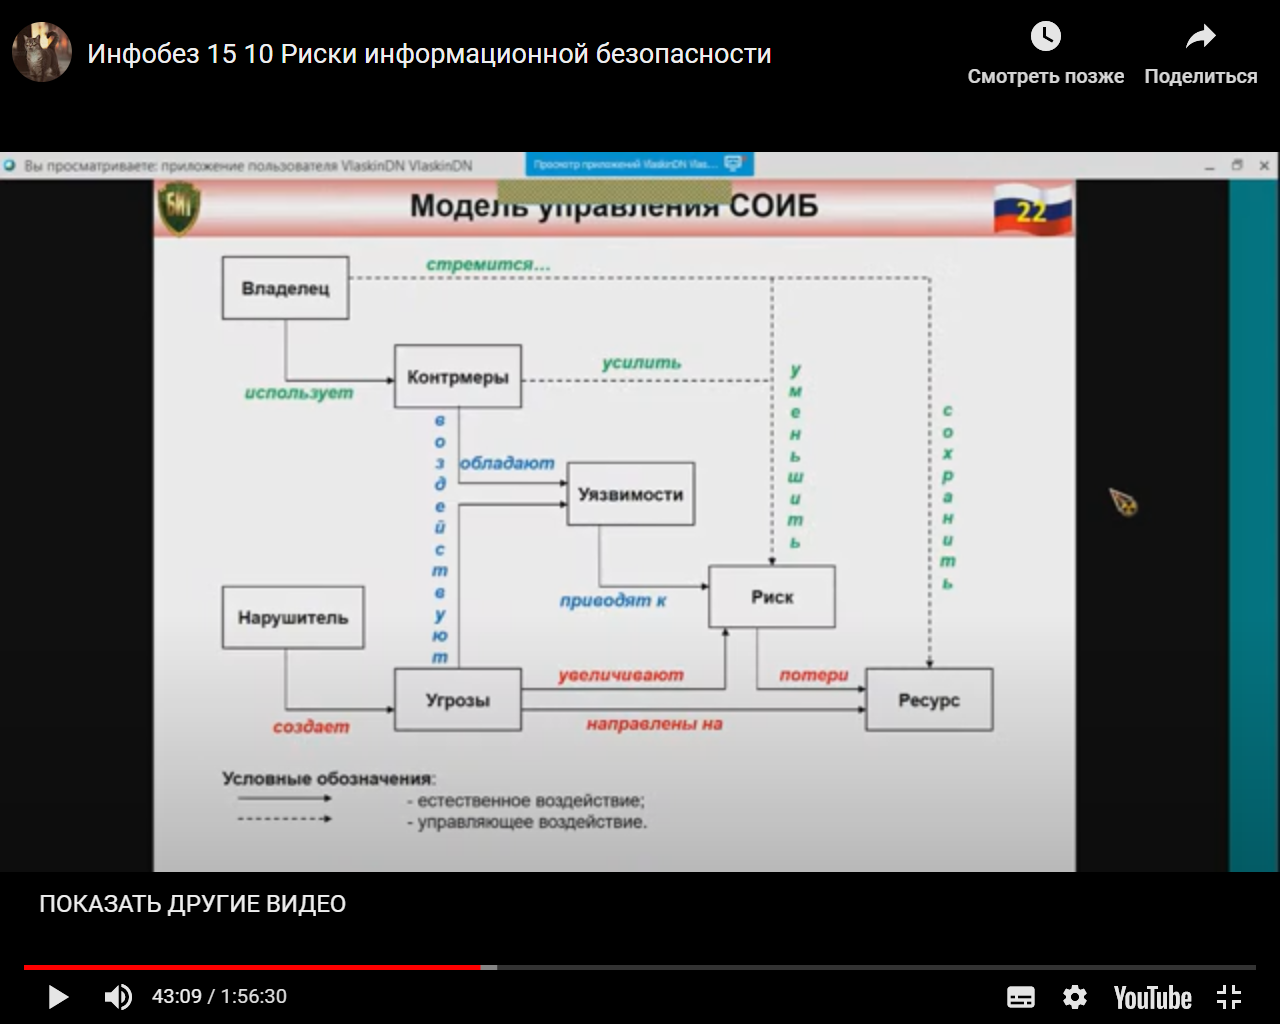 Инфобез 15 10 Риски информационной безопасности
Смотреть позже
Поделиться
Вы просматриваете: приложение пользователя VlaskinDN VlaskinDN
Просмотр приложений VlaskinDN Vlas...
БИТ
Модель управления СОИБ
22
стремится...
Владелец
использует
Контрмеры
усилить
уменьшить
сохранить
воздействуют
обладают
Уязвимости
приводят к
Риск
Нарушитель
создает
Угрозы
увеличивают
потери
направлены на
Ресурс
Условные обозначения:
- естественное воздействие;
- управляющее воздействие.
ПОКАЗАТЬ ДРУГИЕ ВИДЕО
43:09 / 1:56:30
YouTube